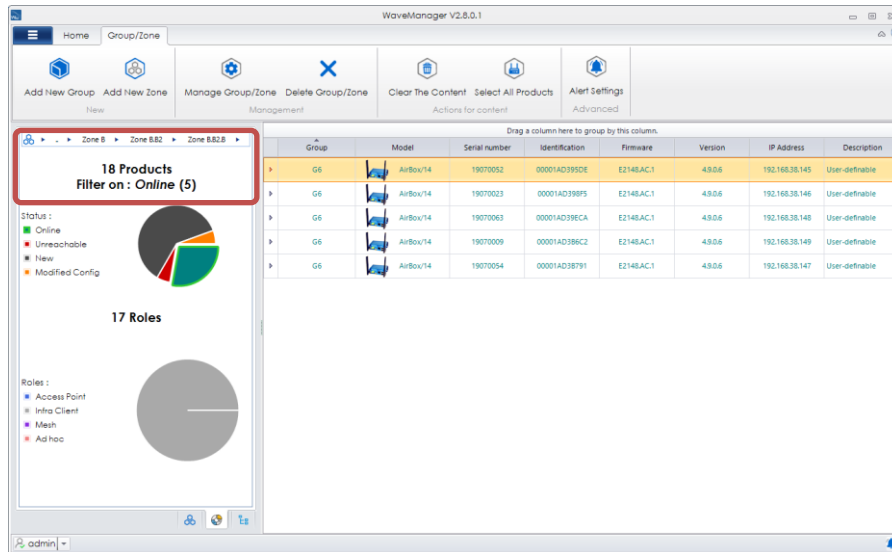 WaveManager V2.8.0.1
Home Group/Zone
Add New Group Add New Zone Manage Group/Zone Delete Group/Zone Clear The Content Select All Products Alert Settings
New Management Actions for content Advanced
.. Zone B Zone B.B2 Zone B.B2.B
18 Products
Filter on : Online (5)
Status :
Online
Unreachable
New
Modified Config
17 Roles
Roles :
Access Point
Infra Client
Mesh
Ad hoc
Drag a column here to group by this column.
Group Model Serial number Identification Firmware Version IP Address Description
G6 AirBox/14 19070052 00001AD395DE E2148.AC.1 4.9.0.6 192.168.38.145 User-definable
G6 AirBox/14 19070023 00001AD398F5 E2148.AC.1 4.9.0.6 192.168.38.146 User-definable
G6 AirBox/14 19070063 00001AD39ECA E2148.AC.1 4.9.0.6 192.168.38.148 User-definable
G6 AirBox/14 19070009 00001AD3B6C2 E2148.AC.1 4.9.0.6 192.168.38.149 User-definable
G6 AirBox/14 19070054 00001AD3B791 E2148.AC.1 4.9.0.6 192.168.38.147 User-definable
admin